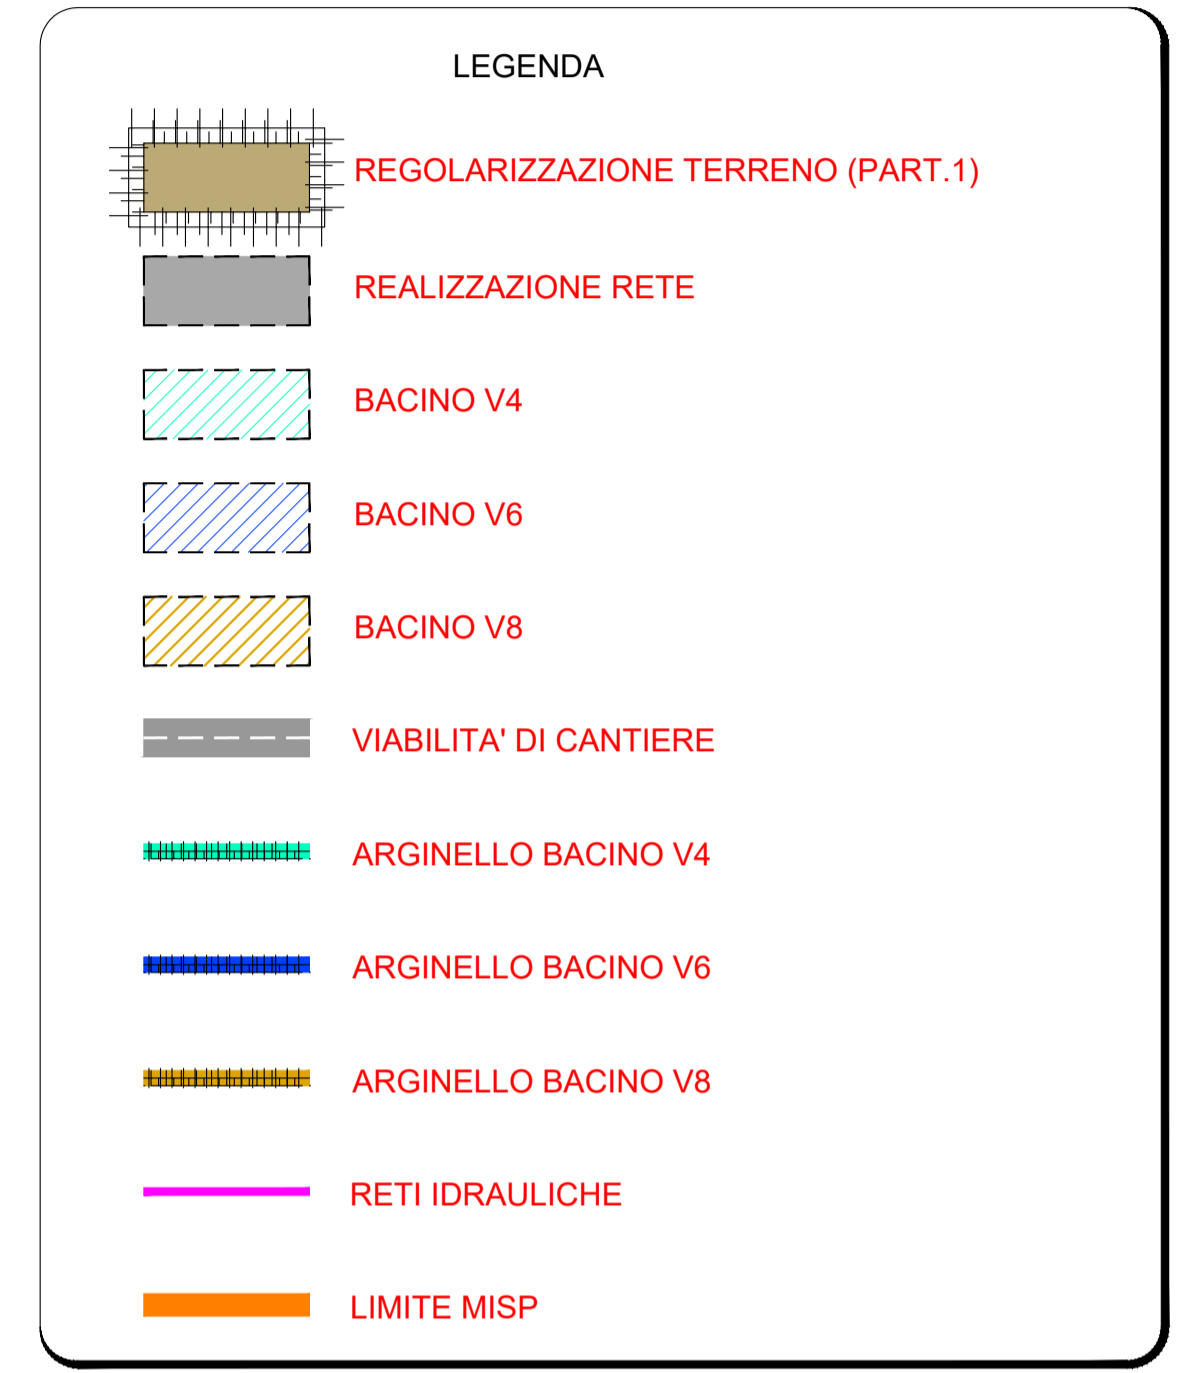 LEGENDA
REGOLARIZZAZIONE TERRENO (PART.1)
REALIZZAZIONE RETE
BACINO V4
BACINO V6
BACINO V8
VIABILITA' DI CANTIERE
ARGINELLO BACINO V4
ARGINELLO BACINO V6
ARGINELLO BACINO V8
RETI IDRAULICHE
LIMITE MISP